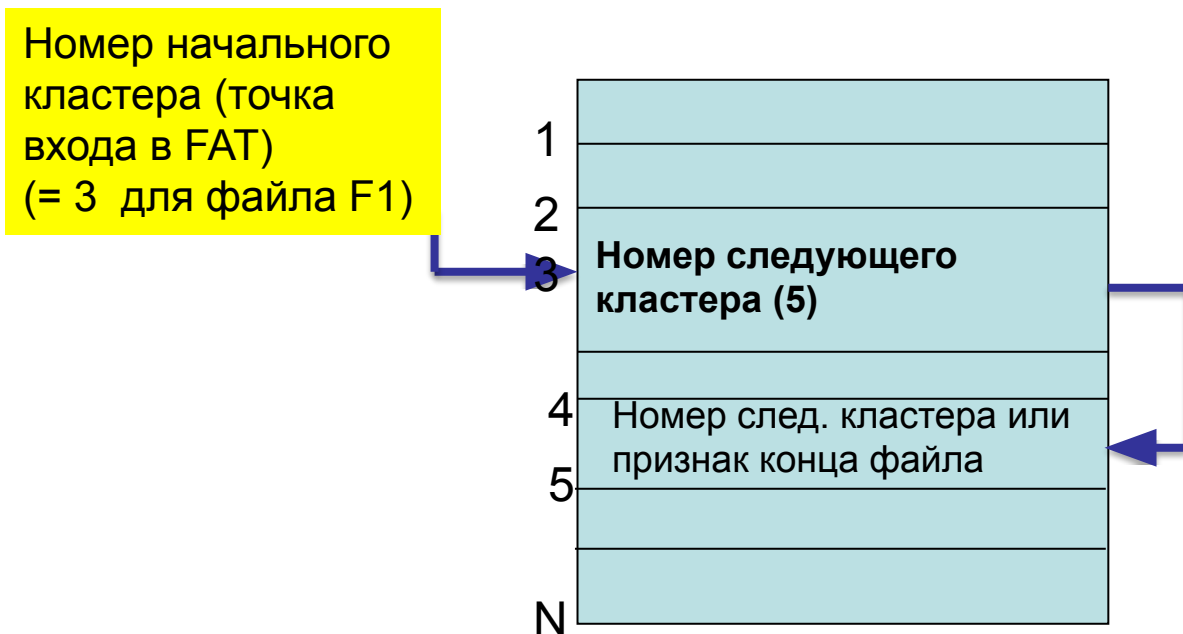 Номер начального
кластера (точка
входа в FAT)
(= 3 для файла F1)
1
2
3
Номер следующего
кластера (5)
4
Номер след. кластера или
признак конца файла
5
N